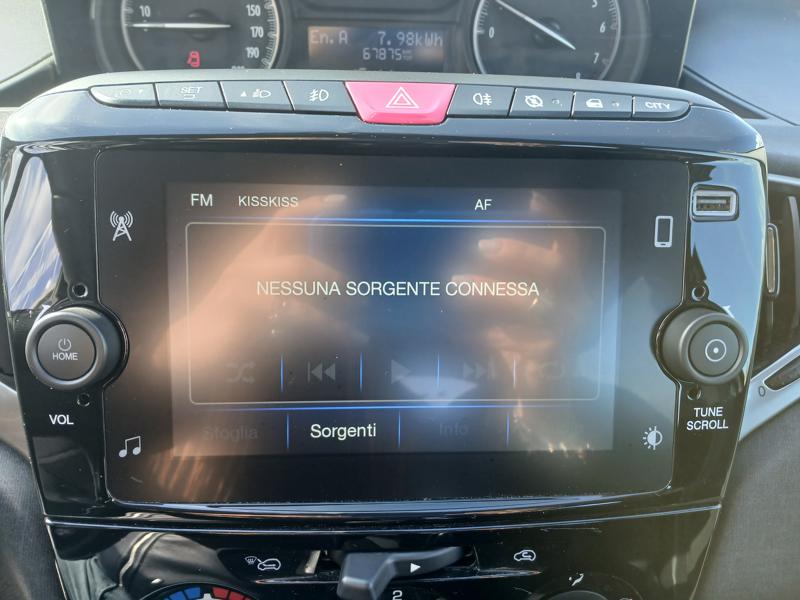 10 150
170
190
En. A 7.98kWh
67875km
5
7
SET
CITY
FM KISSKISS AF
NESSUNA SORGENTE CONNESSA
HOME
VOL
TUNE
SCROLL
Sfoglia Sorgenti Info
2